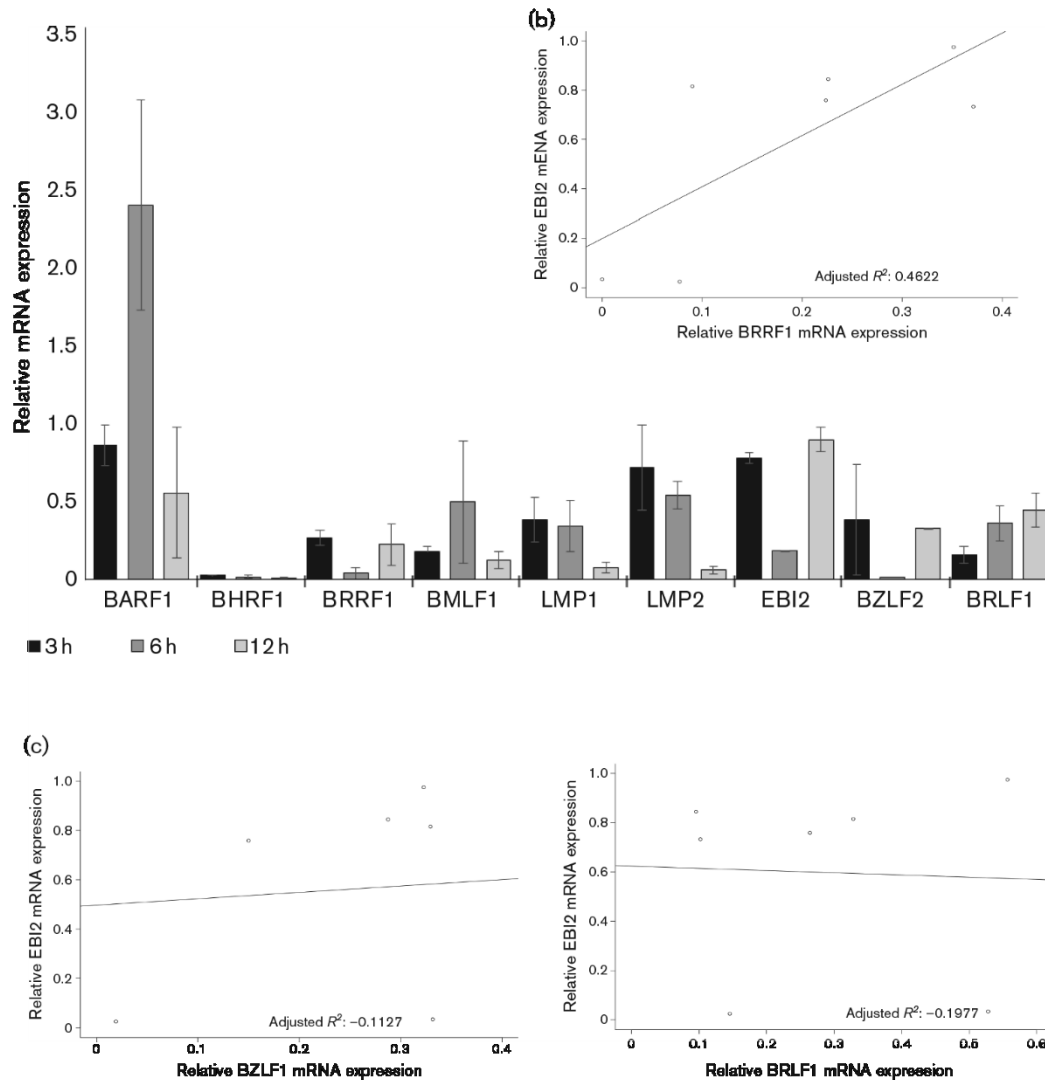 3.5
3.0
2.5
2.0
1.5
1.0
0.5
0
Relative mRNA expression
BARF1 BHRF1 BRRF1 BMLF1 LMP1 LMP2 EBI2 BZLF2 BRLF1
3 h 6 h 12 h
(b)
1.0
0.8
0.6
0.4
0.2
0
Relative EBI2 mENA expression
Adjusted R²: 0.4622
0 0.1 0.2 0.3 0.4
Relative BRRF1 mRNA expression
(c)
1.0
0.8
0.6
0.4
0.2
0
Relative EBI2 mRNA expression
Adjusted R²: –0.1127
0 0.1 0.2 0.3 0.4
Relative BZLF1 mRNA expression
1.0
0.8
0.6
0.4
0.2
0
Relative EBI2 mRNA expression
Adjusted R²: –0.1977
0 0.1 0.2 0.3 0.4 0.5 0.6
Relative BRLF1 mRNA expression